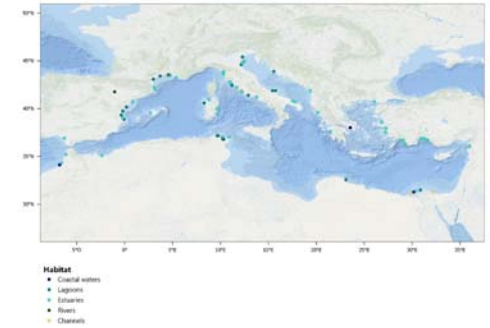 50°N
45°N
40°N
35°N
30°N
5°O 0° 5°E 10°E 15°E 20°E 25°E 30°E 35°E
Habitat
Coastal waters
Lagoons
Estuaries
Rivers
Channels